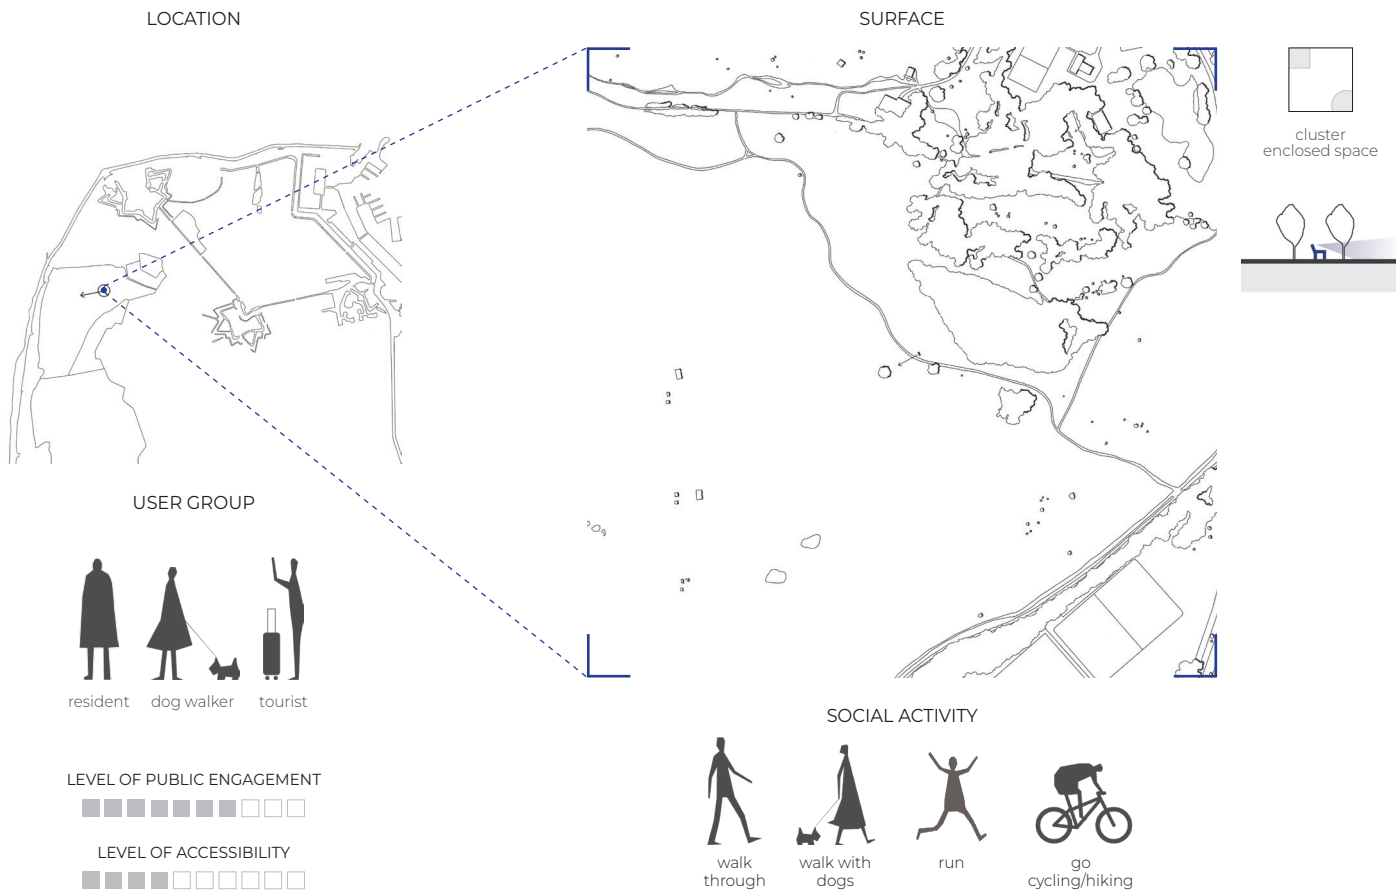 LOCATION
SURFACE
cluster
enclosed space
USER GROUP
resident
dog walker
tourist
LEVEL OF PUBLIC ENGAGEMENT
LEVEL OF ACCESSIBILITY
SOCIAL ACTIVITY
walk
through
walk with
dogs
run
go
cycling/hiking